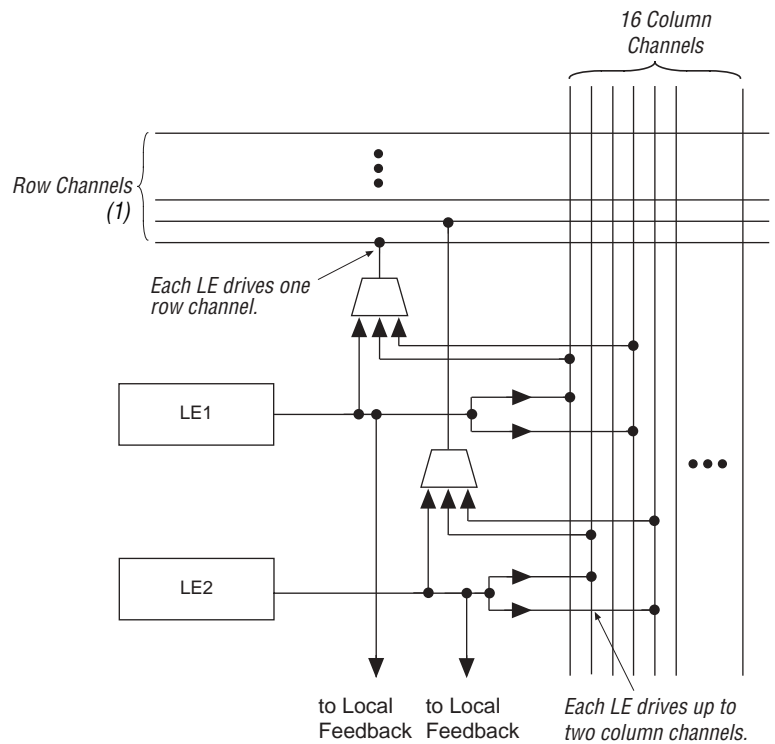 16 Column
Channels
Row Channels
(1)
Each LE drives one
row channel.
LE1
LE2
to Local
Feedback
to Local
Feedback
Each LE drives up to
two column channels.